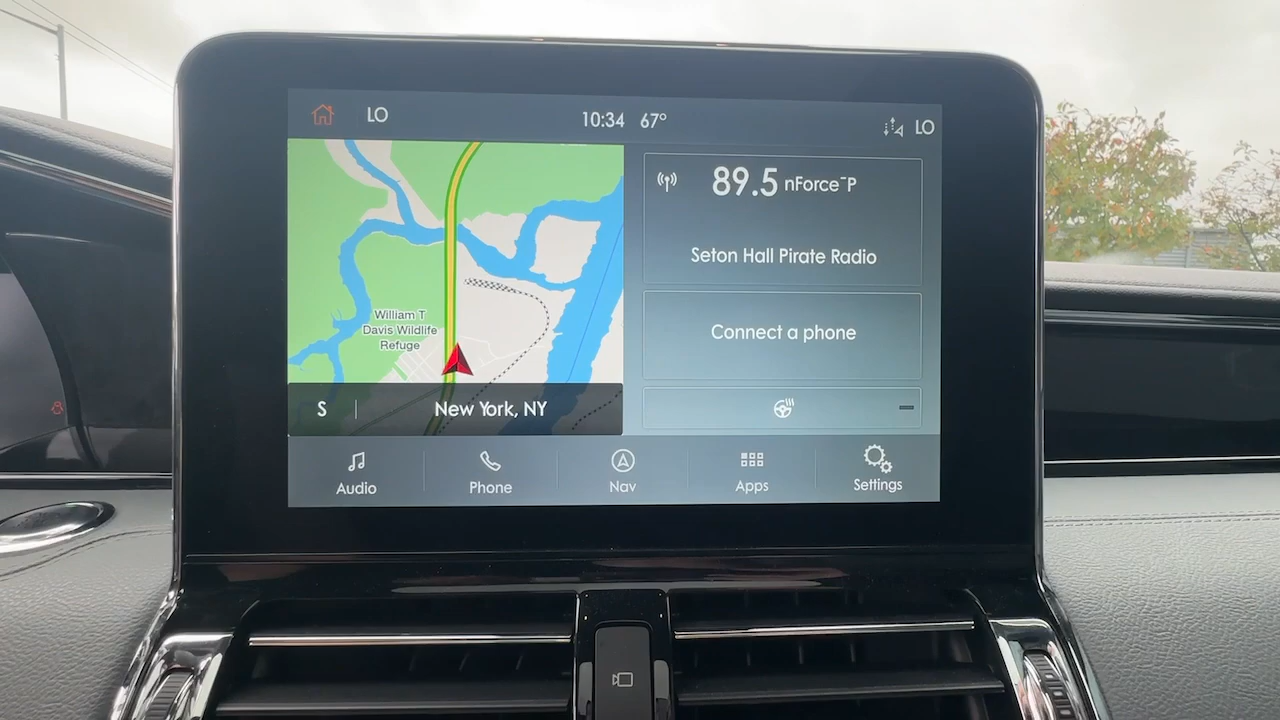 LO
10:34 67°
LO
89.5 nForce¯P
Seton Hall Pirate Radio
William T
Davis Wildlife
Refuge
Connect a phone
S
New York, NY
Audio
Phone
Nav
Apps
Settings